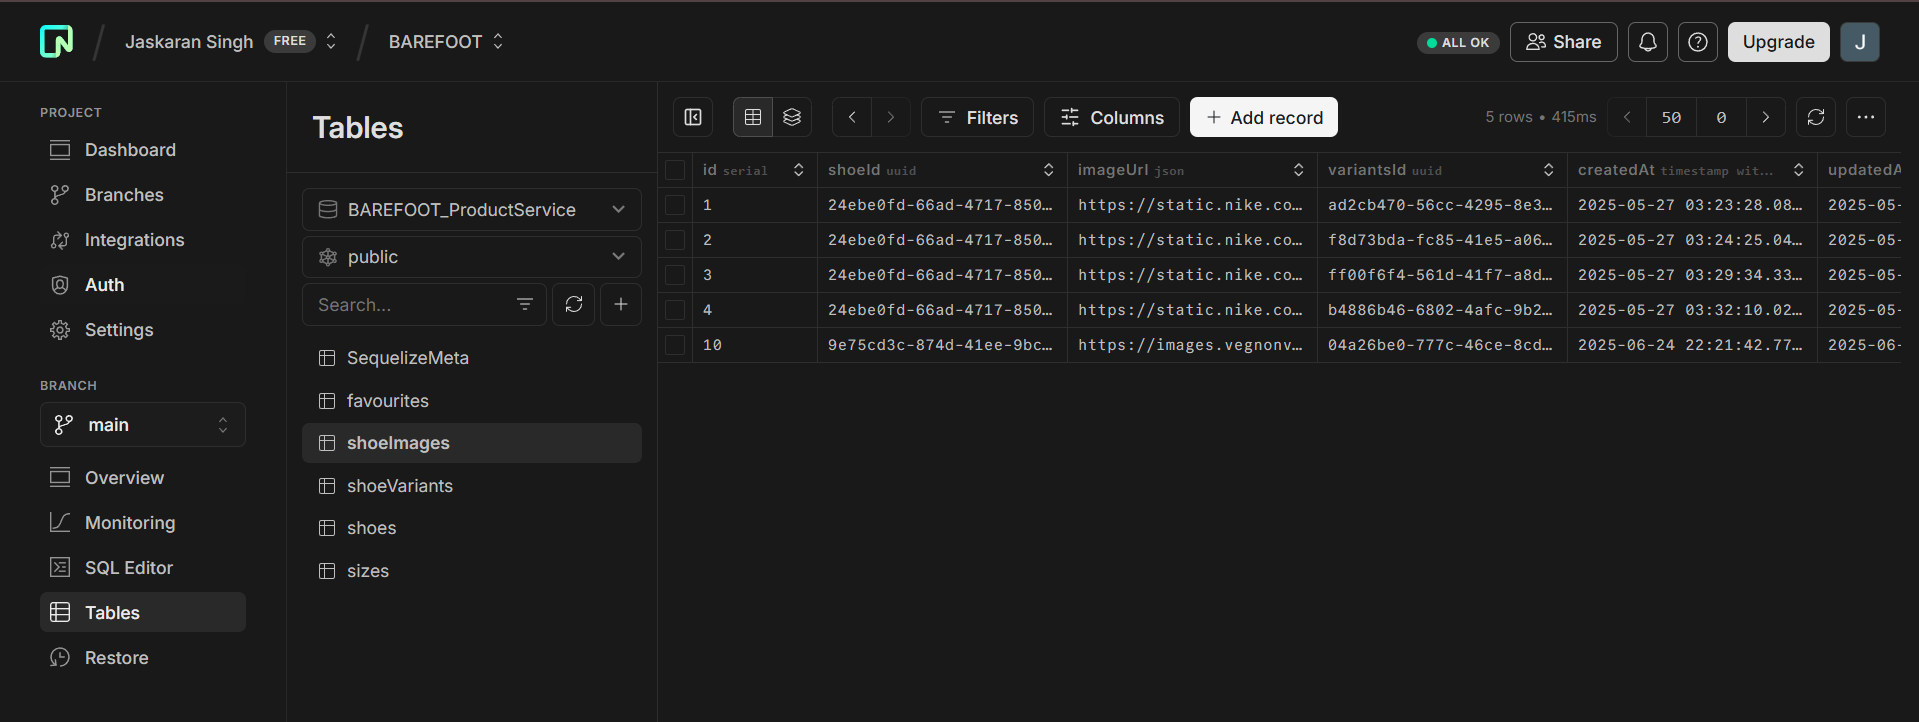 Jaskaran Singh FREE BAREFOOT ALL OK Share Upgrade J
PROJECT
Dashboard
Branches
Integrations
Auth
Settings
BRANCH
main
Overview
Monitoring
SQL Editor
Tables
Restore
Tables
BAREFOOT_ProductService
public
Search...
SequelizeMeta
favourites
shoeImages
shoeVariants
shoes
sizes
Filters Columns + Add record 5 rows • 415ms 50 0
id serial shoeId uuid imageUrl json variantsId uuid createdAt timestamp wit... updatedA
1 24ebe0fd-66ad-4717-850… https://static.nike.co… ad2cb470-56cc-4295-8e3… 2025-05-27 03:23:28.08… 2025-05-
2 24ebe0fd-66ad-4717-850… https://static.nike.co… f8d73bda-fc85-41e5-a06… 2025-05-27 03:24:25.04… 2025-05-
3 24ebe0fd-66ad-4717-850… https://static.nike.co… ff00f6f4-561d-41f7-a8d… 2025-05-27 03:29:34.33… 2025-05-
4 24ebe0fd-66ad-4717-850… https://static.nike.co… b4886b46-6802-4afc-9b2… 2025-05-27 03:32:10.02… 2025-05-
10 9e75cd3c-874d-41ee-9bc… https://images.vegnonv… 04a26be0-777c-46ce-8cd… 2025-06-24 22:21:42.77… 2025-06-